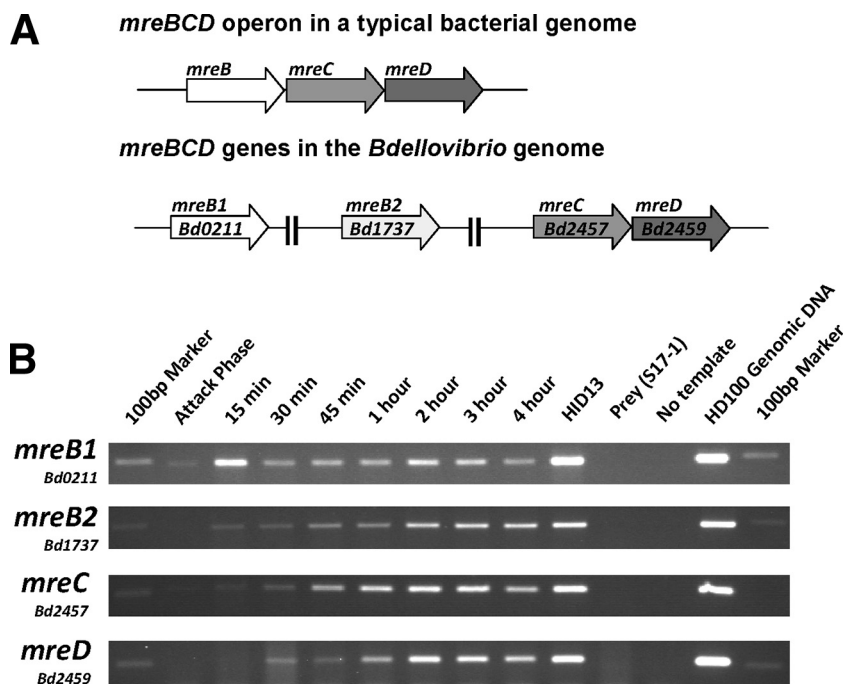 A
mreBCD operon in a typical bacterial genome
mreB mreC mreD
mreBCD genes in the Bdellovibrio genome
mreB1 mreB2 mreC mreD
Bd0211 Bd1737 Bd2457 Bd2459
B
100bp Marker
Attack Phase
15 min
30 min
45 min
1 hour
2 hour
3 hour
4 hour
HID13
Prey (S17-1)
No template
HD100 Genomic DNA
100bp Marker
mreB1
Bd0211
mreB2
Bd1737
mreC
Bd2457
mreD
Bd2459